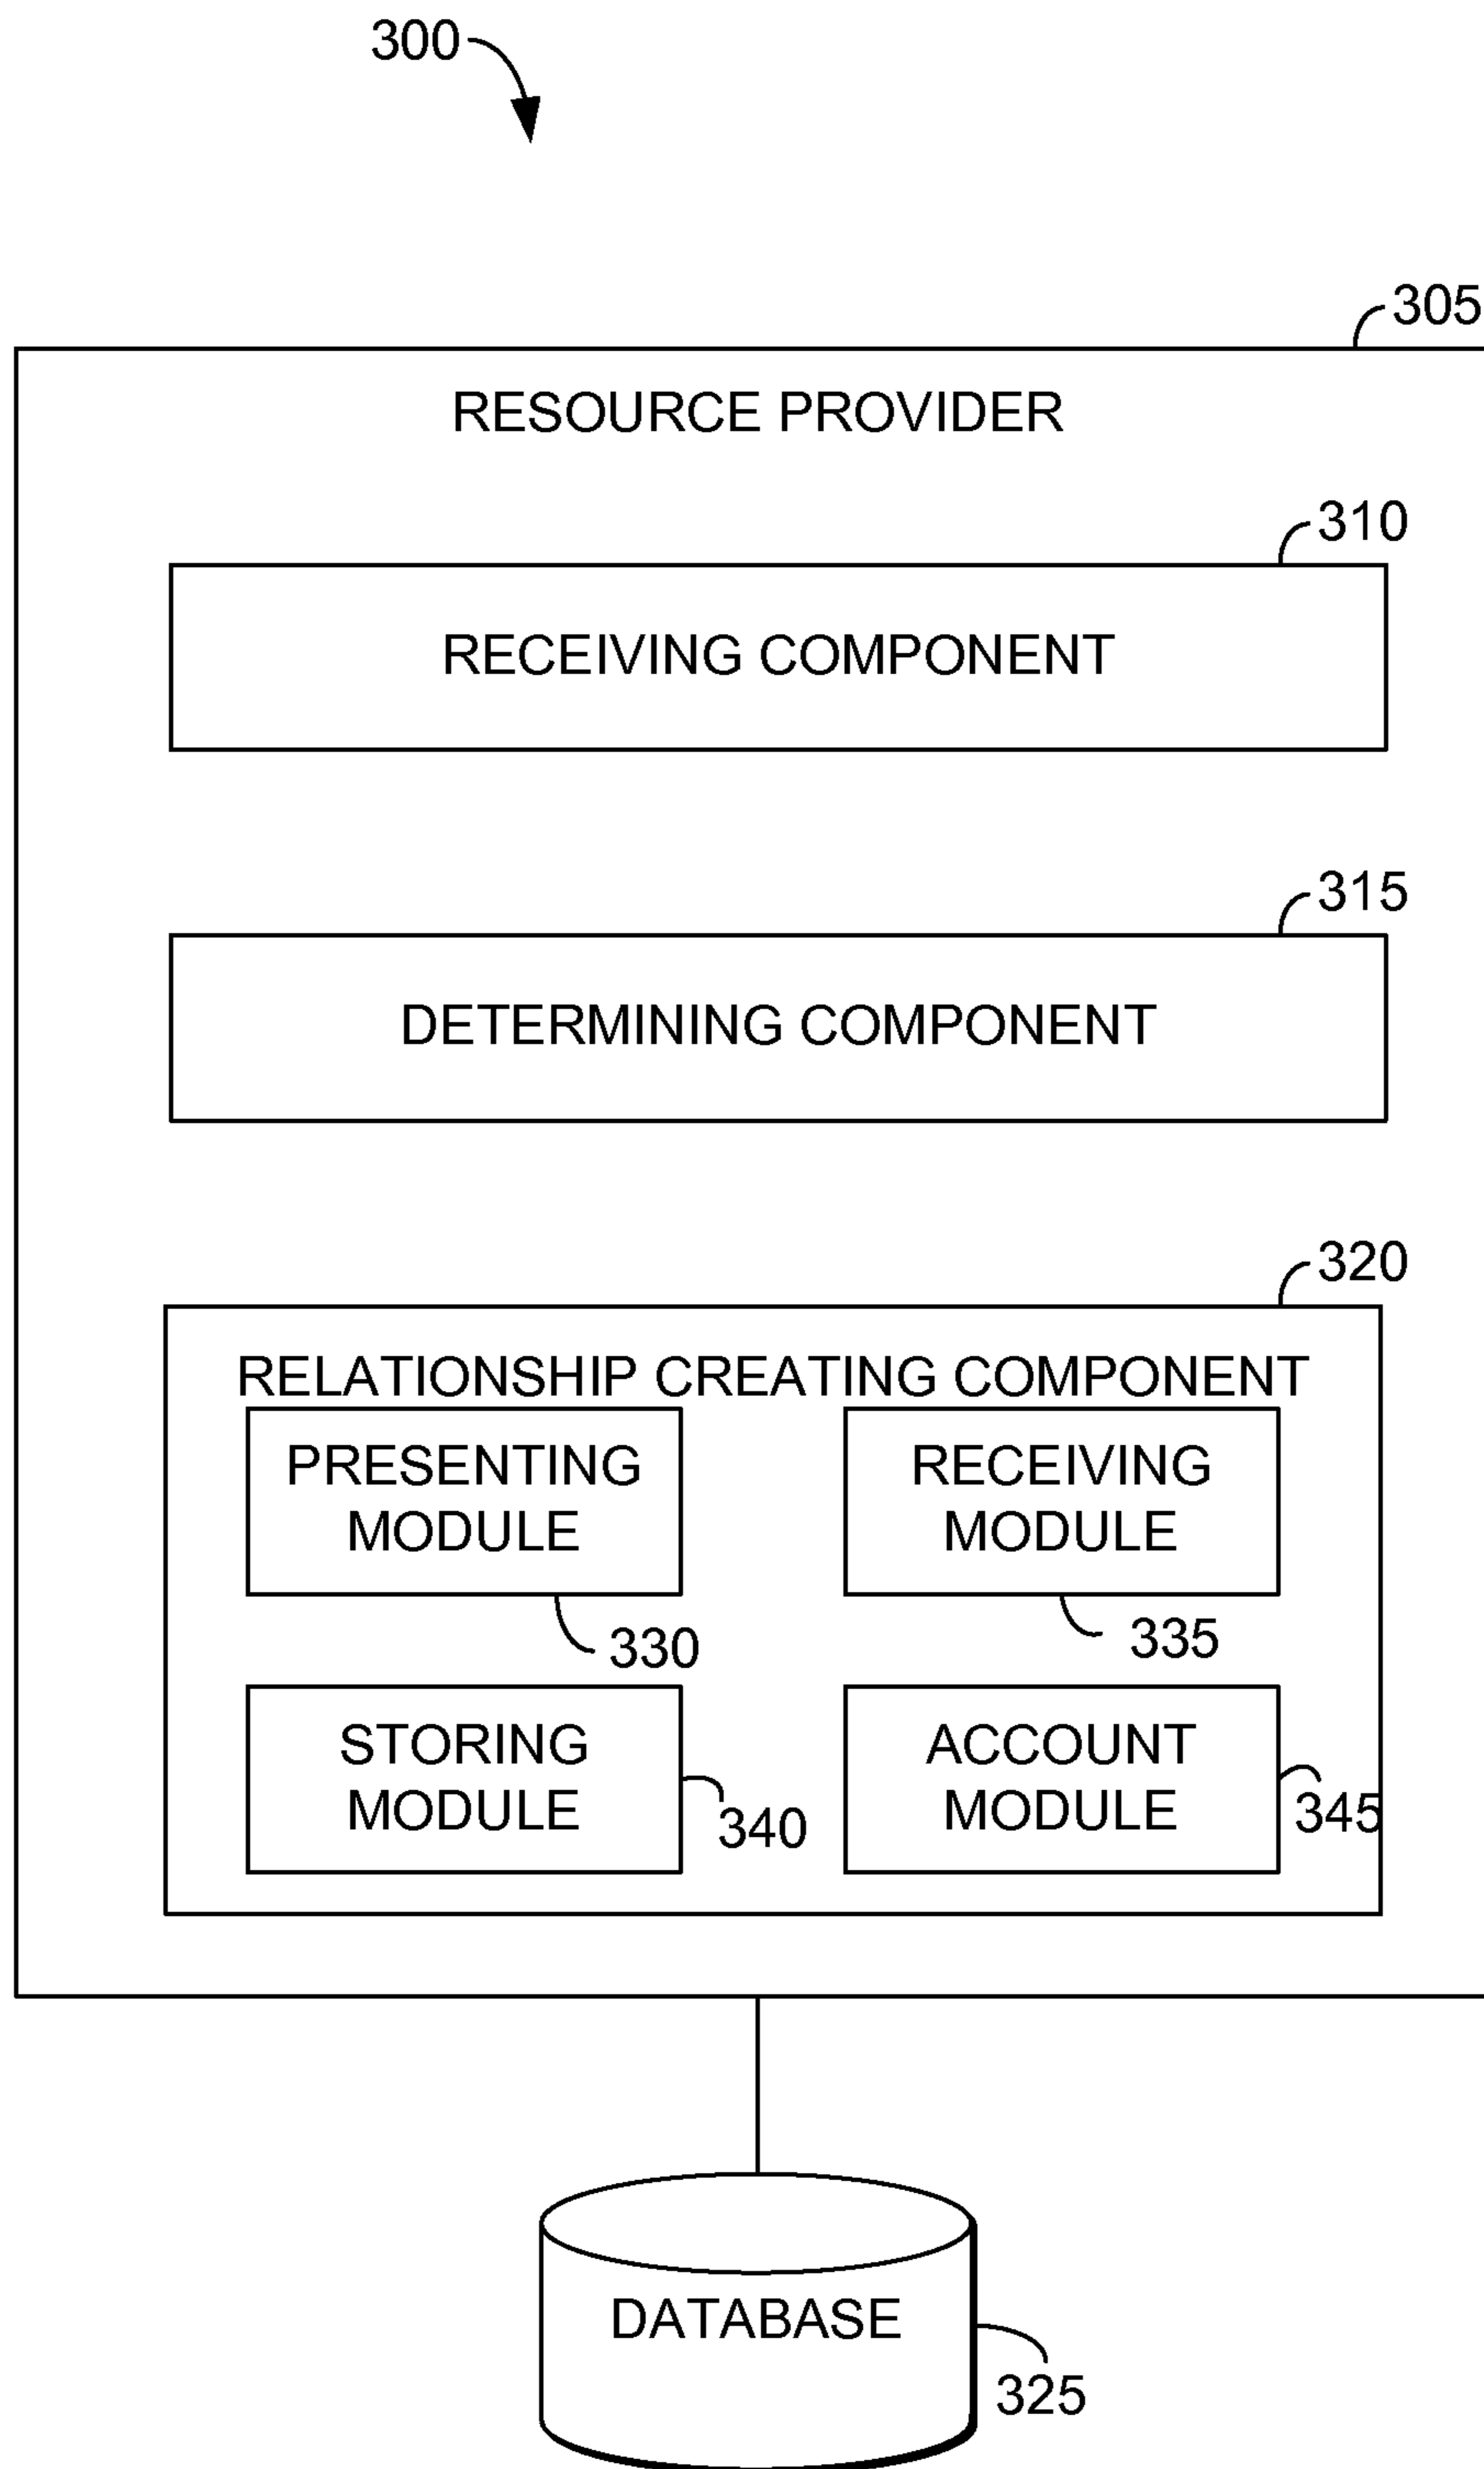 300
305
RESOURCE PROVIDER
310
RECEIVING COMPONENT
315
DETERMINING COMPONENT
320
RELATIONSHIP CREATING COMPONENT
PRESENTING
MODULE
330
RECEIVING
MODULE
335
STORING
MODULE
340
ACCOUNT
MODULE
345
DATABASE
325